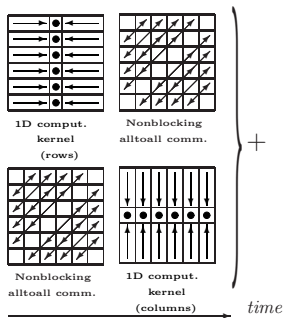 1D comput.
kernel
(rows)
Nonblocking
alltoall comm.
+
Nonblocking
alltoall comm.
1D comput.
kernel
(columns)
time